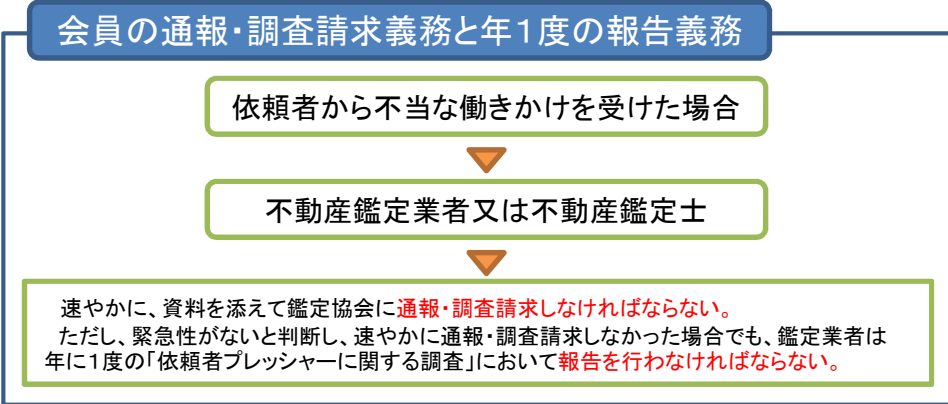 会員の通報・調査請求義務と年１度の報告義務
依頼者から不当な働きかけを受けた場合
不動産鑑定業者又は不動産鑑定士
速やかに、資料を添えて鑑定協会に通報・調査請求しなければならない。
ただし、緊急性がないと判断し、速やかに通報・調査請求しなかった場合でも、鑑定業者は
年に１度の「依頼者プレッシャーに関する調査」において報告を行わなければならない。